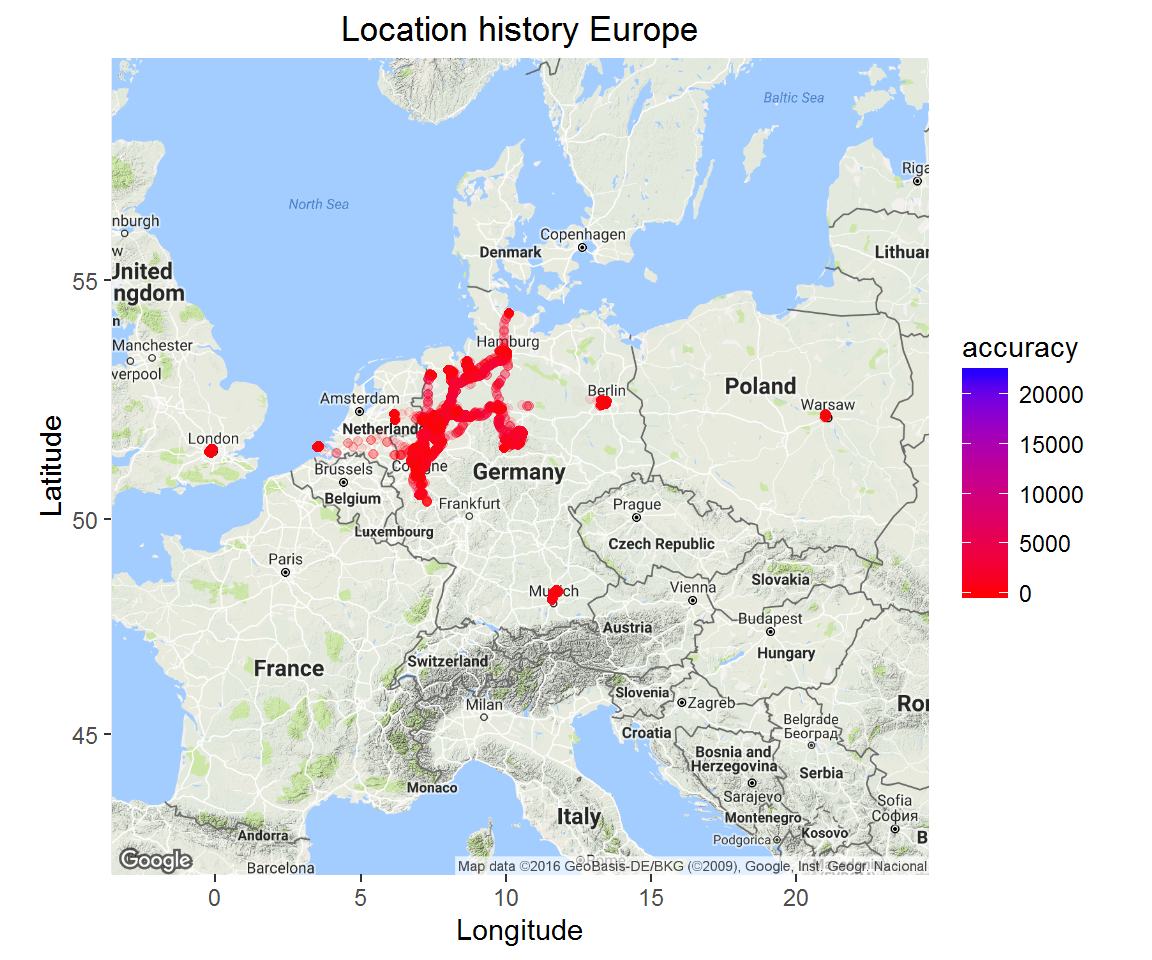 Location history Europe
Baltic Sea
Riga
North Sea
nburgh
Copenhagen
w
Denmark
Lithuar
United
ngdom
55
n
Hamburg
Manchester
verpool
Berlin
Poland
Amsterdam
Warsaw
Netherland
London
Cologne
Brussels
Germany
Belgium
Frankfurt
Prague
50
Luxembourg
Czech Republic
Paris
Slovakia
Munich
Vienna
Budapest
Austria
Hungary
Switzerland
France
Slovenia
Zagreb
Ror
Milan
Belgrade
Београд
45
Croatia
Bosnia and
Herzegovina
Serbia
Monaco
Sarajevo
Sofia
София
Italy
Montenegro
Andorra
Podgorica
Kosovo
B
Google
Barcelona
Rome
Map data ©2016 GeoBasis-DE/BKG (©2009), Google, Inst. Geogr. Nacional
0
5
10
15
20
Longitude
Latitude
accuracy
20000
15000
10000
5000
0